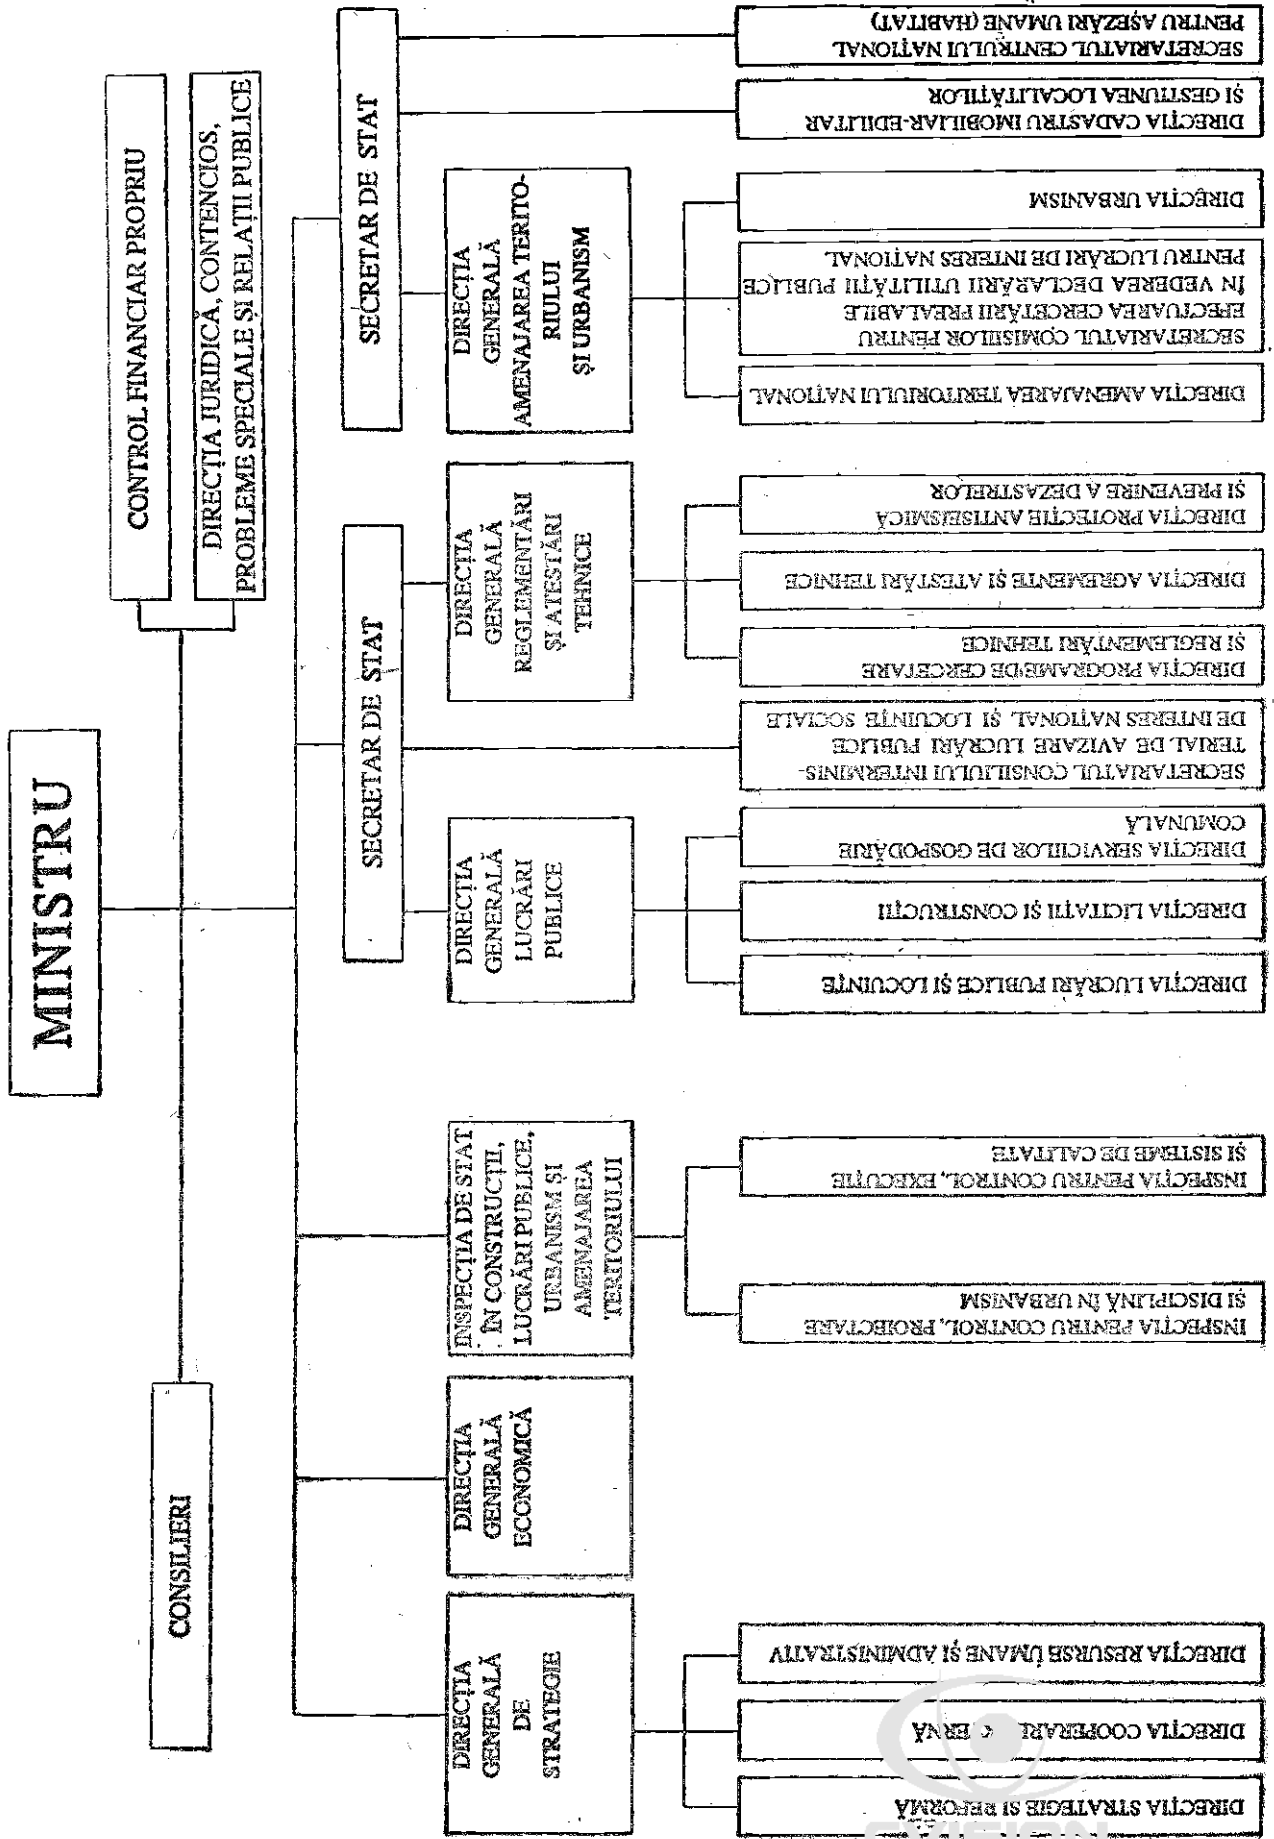 MINISTRU
CONSILIERI
CONTROL FINANCIAR PROPRIU
DIRECȚIA JURIDICĂ, CONTENCIOS,
PROBLEME SPECIALE ȘI RELAȚII PUBLICE
SECRETAR DE STAT
SECRETAR DE STAT
DIRECȚIA
GENERALĂ
DE
STRATEGIE
DIRECȚIA
GENERALĂ
ECONOMICĂ
INSPECȚIA DE STAT
ÎN CONSTRUCȚII,
LUCRĂRI PUBLICE,
URBANISM ȘI
AMENAJAREA
TERITORIULUI
DIRECȚIA
GENERALĂ
LUCRĂRI
PUBLICE
DIRECȚIA
GENERALĂ
REGLEMENTĂRI
ȘI ATESTĂRI
TEHNICE
DIRECȚIA
GENERALĂ
AMENAJAREA TERITO-
RIULUI
ȘI URBANISM
DIRECȚIA STRATEGIE ȘI REFORMĂ
DIRECȚIA
DIRECȚIA RESURSE UMANE ȘI ADMINISTRATIV
INSPECȚIA PENTRU CONTROL, PROIECTARE
ȘI DISCIPLINĂ ÎN URBANISM
INSPECȚIA PENTRU CONTROL, EXECUȚIE
ȘI SISTEME DE CALITATE
DIRECȚIA LUCRĂRI PUBLICE ȘI LOCUINȚE
DIRECȚIA LICITAȚII ȘI CONSTRUCȚII
DIRECȚIA SERVICIILOR DE GOSPODĂRIE
COMUNALĂ
SECRETARIATUL CONSILIULUI INTERMINIS-
TERIAL DE AVIZARE LUCRĂRI PUBLICE
DE INTERES NAȚIONAL ȘI LOCUINȚE SOCIALE
DIRECȚIA PROGRAME DE CERCETARE
ȘI REGLEMENTĂRI TEHNICE
DIRECȚIA AGREMENTE ȘI ATESTĂRI TEHNICE
DIRECȚIA PROTECȚIE ANTISEISMICĂ
ȘI PREVENIRE A DEZASTRELOR
DIRECȚIA AMENAJAREA TERITORIULUI NAȚIONAL
SECRETARIATUL COMISIILOR PENTRU
EFECTUAREA CERCETĂRII PREALABILE
ÎN VEDEREA DECLARĂRII UTILITĂȚII PUBLICE
PENTRU LUCRĂRI DE INTERES NAȚIONAL
DIRECȚIA URBANISM
DIRECȚIA CADASTRU IMOBILIAR-EDILITAR
ȘI GESTIUNEA LOCALITĂȚILOR
SECRETARIATUL CENTRULUI NAȚIONAL
PENTRU AȘEZĂRI UMANE (HABITAT)